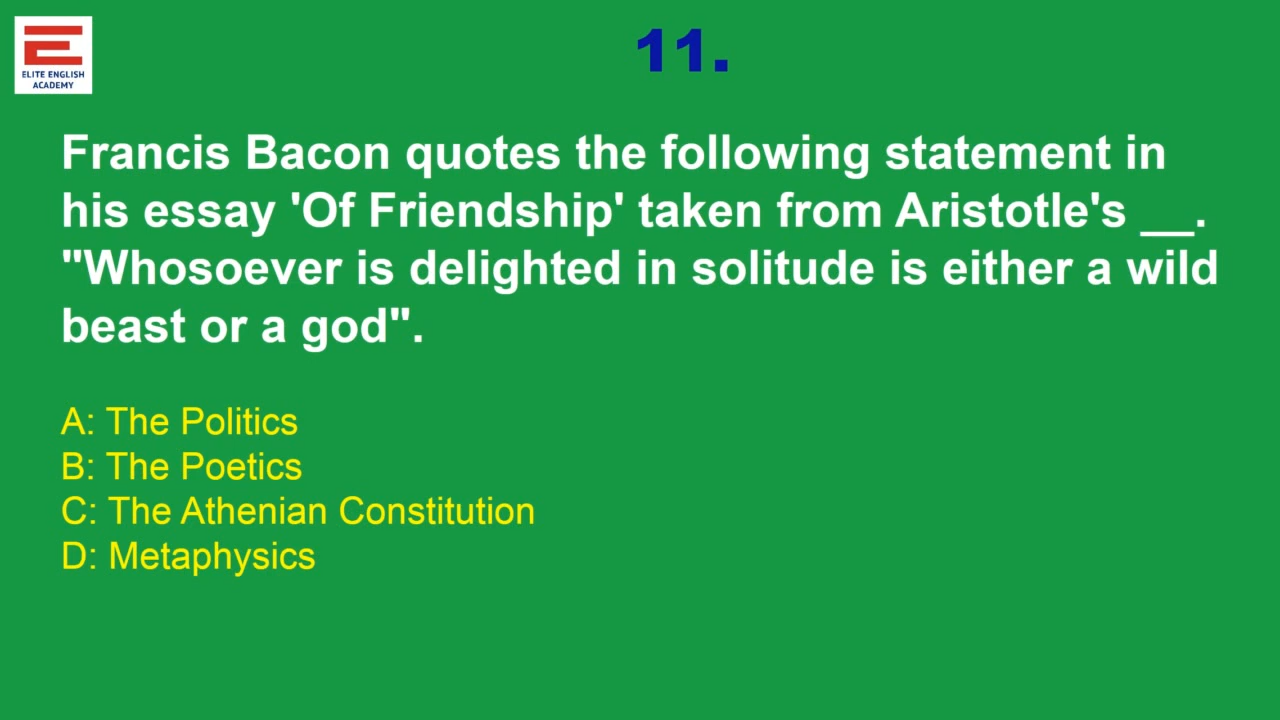 ELITE ENGLISH
ACADEMY
11.
Francis Bacon quotes the following statement in
his essay 'Of Friendship' taken from Aristotle's __.
"Whosoever is delighted in solitude is either a wild
beast or a god".
A: The Politics
B: The Poetics
C: The Athenian Constitution
D: Metaphysics